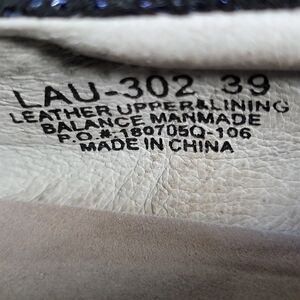 LAU-302 39
LEATHER UPPER&LINING
BALANCE MANMADE
P.O.#-180705Q-106
MADE IN CHINA